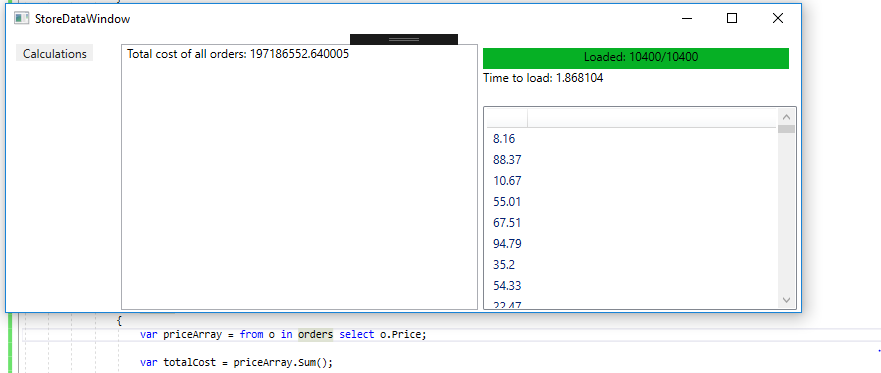 StoreDataWindow
Calculations
Total cost of all orders: 197186552.640005
Loaded: 10400/10400
Time to load: 1.868104
8.16
88.37
10.67
55.01
67.51
94.79
35.2
54.33
22.47
{
var priceArray = from o in orders select o.Price;
var totalCost = priceArray.Sum();